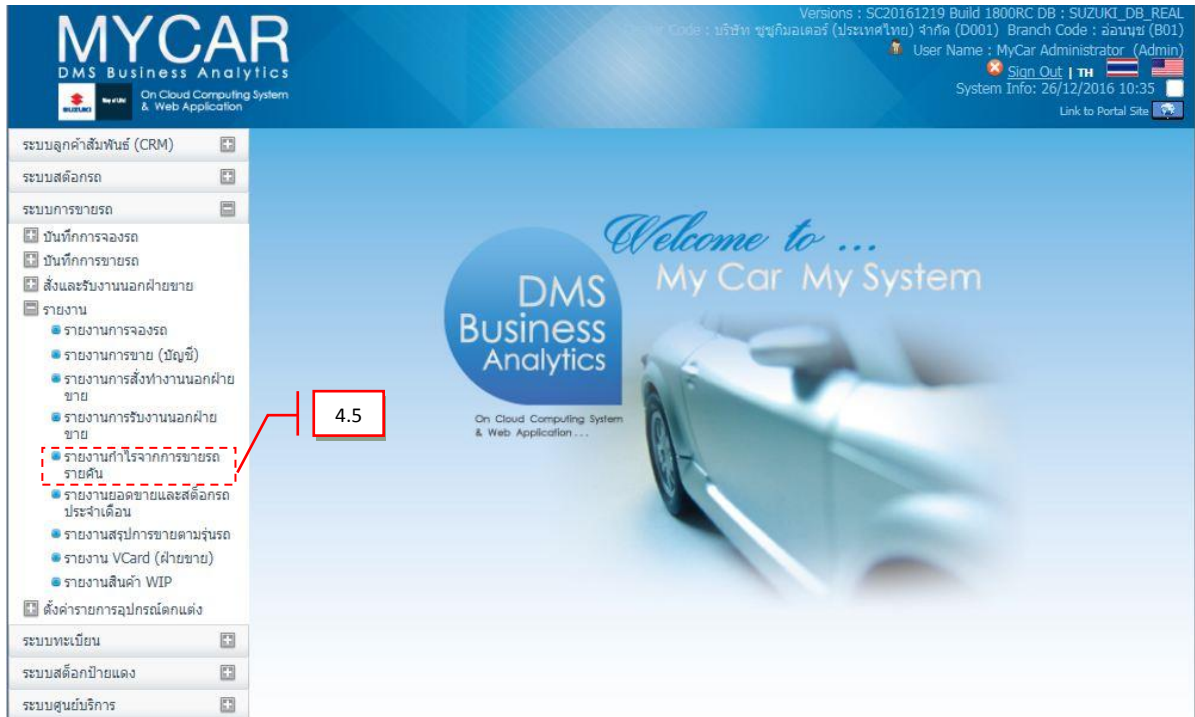 MYCAR
DMS Business Analytics
SUZUKI
Way of Life!
On Cloud Computing System
& Web Application
Versions : SC20161219 Build 1800RC DB : SUZUKI_DB_REAL
Code : บริษัท ซูซูกิมอเตอร์ (ประเทศไทย) จำกัด (D001) Branch Code : อ่อนนุช (B01)
User Name : MyCar Administrator (Admin)
Sign Out | TH
System Info: 26/12/2016 10:35
Link to Portal Site
ระบบลูกค้าสัมพันธ์ (CRM)
ระบบสต๊อกรถ
ระบบการขายรถ
บันทึกการจองรถ
บันทึกการขายรถ
สั่งและรับงานนอกฝ่ายขาย
รายงาน
รายงานการจองรถ
รายงานการขาย (บัญชี)
รายงานการสั่งทำงานนอกฝ่าย
ขาย
รายงานการรับงานนอกฝ่าย
ขาย
รายงานกำไรจากการขายรถ
รายคัน
รายงานยอดขายและสต็อกรถ
ประจำเดือน
รายงานสรุปการขายตามรุ่นรถ
รายงาน VCard (ฝ่ายขาย)
รายงานสินค้า WIP
ตั้งค่ารายการอุปกรณ์ตกแต่ง
ระบบทะเบียน
ระบบสต็อกป้ายแดง
ระบบศูนย์บริการ
4.5
Welcome to ...
My Car My System
DMS
Business
Analytics
On Cloud Computing System
& Web Application . . .